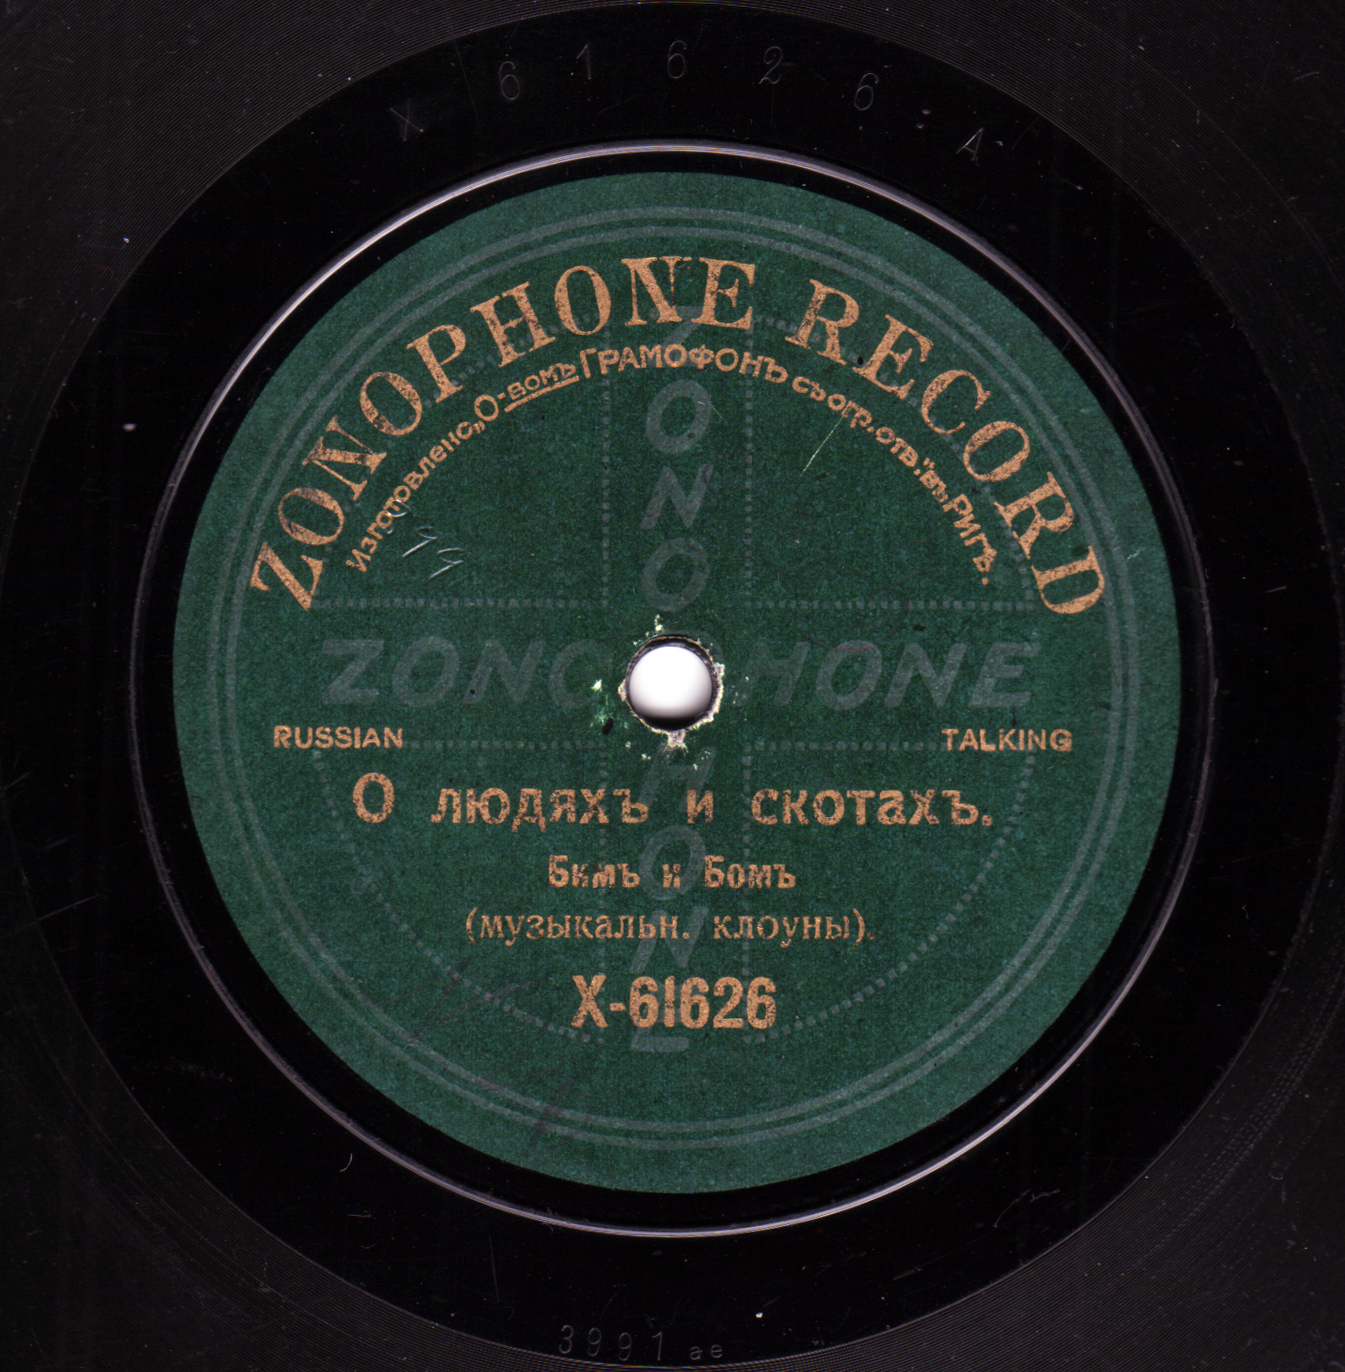 X 61626 A
ZONOPHONE RECORD
Изготовлено „О-вомъ ГРАМОФОНЪ съ огр. отв." въ Ригѣ.
ZONOPHONE
ZONOPHONE
RUSSIAN
TALKING
О людяхъ и скотахъ.
Бимъ и Бомъ
(музыкальн. клоуны).
X-61626
3991 ae